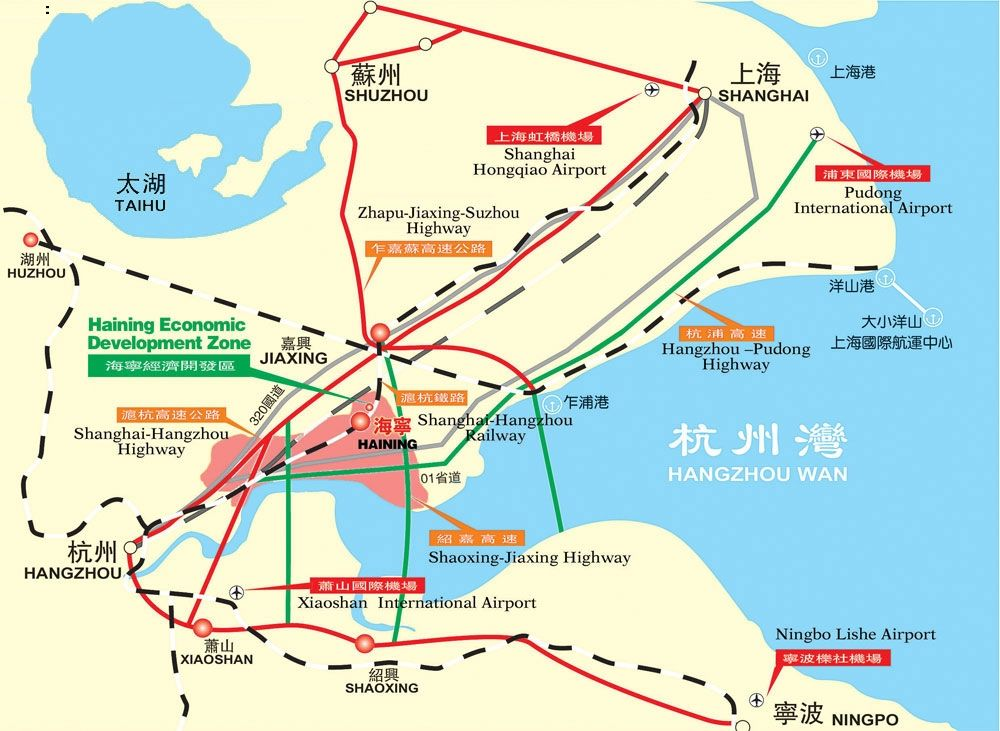 :
蘇州
SHUZHOU
上海
SHANGHAI
上海港
上海虹橋機場
Shanghai
Hongqiao Airport
浦東國際機場
Pudong
International Airport
太湖
TAIHU
Zhapu-Jiaxing-Suzhou
Highway
乍嘉蘇高速公路
湖州
HUZHOU
洋山港
大小洋山
上海國際航运中心
Haining Economic
Development Zone
海寧經濟開發區
嘉興
JIAXING
杭浦高速
Hangzhou –Pudong
Highway
320國道
滬杭鐵路
Shanghai-Hangzhou
Railway
乍浦港
滬杭高速公路
Shanghai-Hangzhou
Highway
海寧
HAINING
杭州灣
HANGZHOU WAN
01省道
紹嘉高速
Shaoxing-Jiaxing Highway
杭州
HANGZHOU
蕭山國際機場
Xiaoshan International Airport
蕭山
XIAOSHAN
紹興
SHAOXING
Ningbo Lishe Airport
寧波櫟社機場
寧波 NINGPO